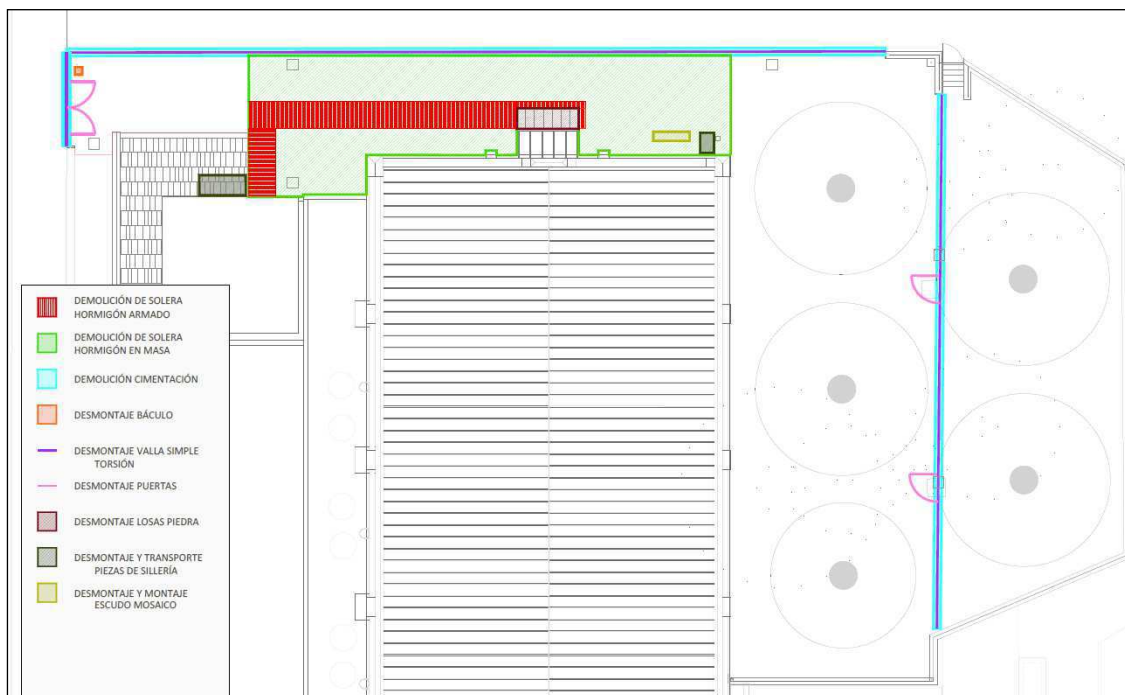 DEMOLICIÓN DE SOLERA
HORMIGÓN ARMADO
DEMOLICIÓN DE SOLERA
HORMIGÓN EN MASA
DEMOLICIÓN CIMENTACIÓN
DESMONTAJE BÁCULO
DESMONTAJE VALLA SIMPLE
TORSIÓN
DESMONTAJE PUERTAS
DESMONTAJE LOSAS PIEDRA
DESMONTAJE Y TRANSPORTE
PIEZAS DE SILLERÍA
DESMONTAJE Y MONTAJE
ESCUDO MOSAICO